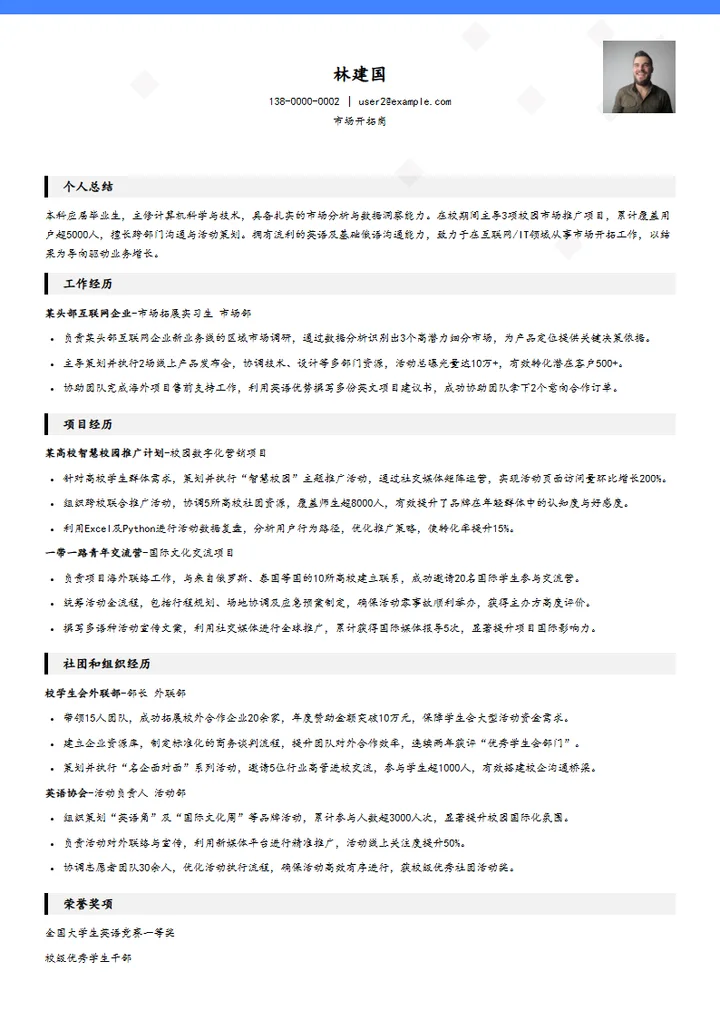 林建国
138-0000-0002 | user2@example.com
市场开拓岗
个人总结
本科应届毕业生，主修计算机科学与技术，具备扎实的市场分析与数据洞察能力。在校期间主导3项校园市场推广项目，累计覆盖用
户超5000人，擅长跨部门沟通与活动策划。拥有流利的英语及基础俄语沟通能力，致力于在互联网/IT领域从事市场开拓工作，以结
果为导向驱动业务增长。
工作经历
某头部互联网企业-市场拓展实习生 市场部
• 负责某头部互联网企业新业务线的区域市场调研，通过数据分析识别出3个高潜力细分市场，为产品定位提供关键决策依据。
• 主导策划并执行2场线上产品发布会，协调技术、设计等多部门资源，活动总曝光量达10万+，有效转化潜在客户500+。
• 协助团队完成海外项目售前支持工作，利用英语优势撰写多份英文项目建议书，成功协助团队拿下2个意向合作订单。
项目经历
某高校智慧校园推广计划-校园数字化营销项目
• 针对高校学生群体需求，策划并执行“智慧校园”主题推广活动，通过社交媒体矩阵运营，实现活动页面访问量环比增长200%。
• 组织跨校联合推广活动，协调5所高校社团资源，覆盖师生超8000人，有效提升了品牌在年轻群体中的认知度与好感度。
• 利用Excel及Python进行活动数据复盘，分析用户行为路径，优化推广策略，使转化率提升15%。
一带一路青年交流营-国际文化交流项目
• 负责项目海外联络工作，与来自俄罗斯、泰国等国的10所高校建立联系，成功邀请20名国际学生参与交流营。
• 统筹活动全流程，包括行程规划、场地协调及应急预案制定，确保活动零事故顺利举办，获得主办方高度评价。
• 撰写多语种活动宣传文案，利用社交媒体进行全球推广，累计获得国际媒体报导5次，显著提升项目国际影响力。
社团和组织经历
校学生会外联部-部长 外联部
• 带领15人团队，成功拓展校外合作企业20余家，年度赞助金额突破10万元，保障学生会大型活动资金需求。
• 建立企业资源库，制定标准化的商务谈判流程，提升团队对外合作效率，连续两年获评“优秀学生会部门”。
• 策划并执行“名企面对面”系列活动，邀请5位行业高管进校交流，参与学生超1000人，有效搭建校企沟通桥梁。
英语协会-活动负责人 活动部
• 组织策划“英语角”及“国际文化周”等品牌活动，累计参与人数超3000人次，显著提升校园国际化氛围。
• 负责活动对外联络与宣传，利用新媒体平台进行精准推广，活动线上关注度提升50%。
• 协调志愿者团队30余人，优化活动执行流程，确保活动高效有序进行，获校级优秀社团活动奖。
荣誉奖项
全国大学生英语竞赛一等奖
校级优秀学生干部